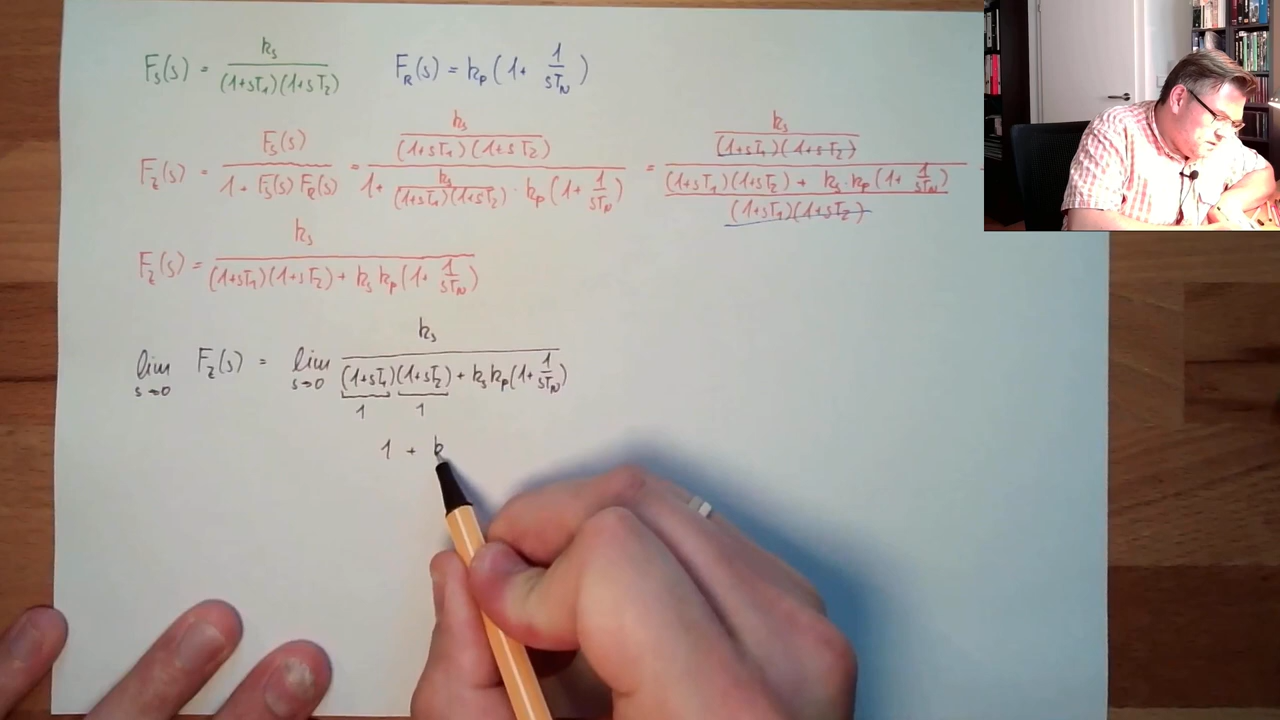 F_S(s) = k_s / ((1+sT_1)(1+sT_2))   F_R(s) = k_p (1 + 1/(sT_N))
F_z(s) = F_S(s) / (1 + F_S(s) F_R(s)) = (k_s / ((1+sT_1)(1+sT_2))) / (1 + k_s / ((1+sT_1)(1+sT_2)) · k_p (1 + 1/(sT_N))) = (k_s / ((1+sT_1)(1+sT_2))) / (((1+sT_1)(1+sT_2) + k_s · k_p (1 + 1/(sT_N))) / ((1+sT_1)(1+sT_2)))
F_z(s) = k_s / ((1+sT_1)(1+sT_2) + k_s k_p (1 + 1/(sT_N)))
lim s→0 F_z(s) = lim s→0 k_s / ((1+sT_1)(1+sT_2) + k_s k_p (1 + 1/(sT_N)))
1 1
1 + k